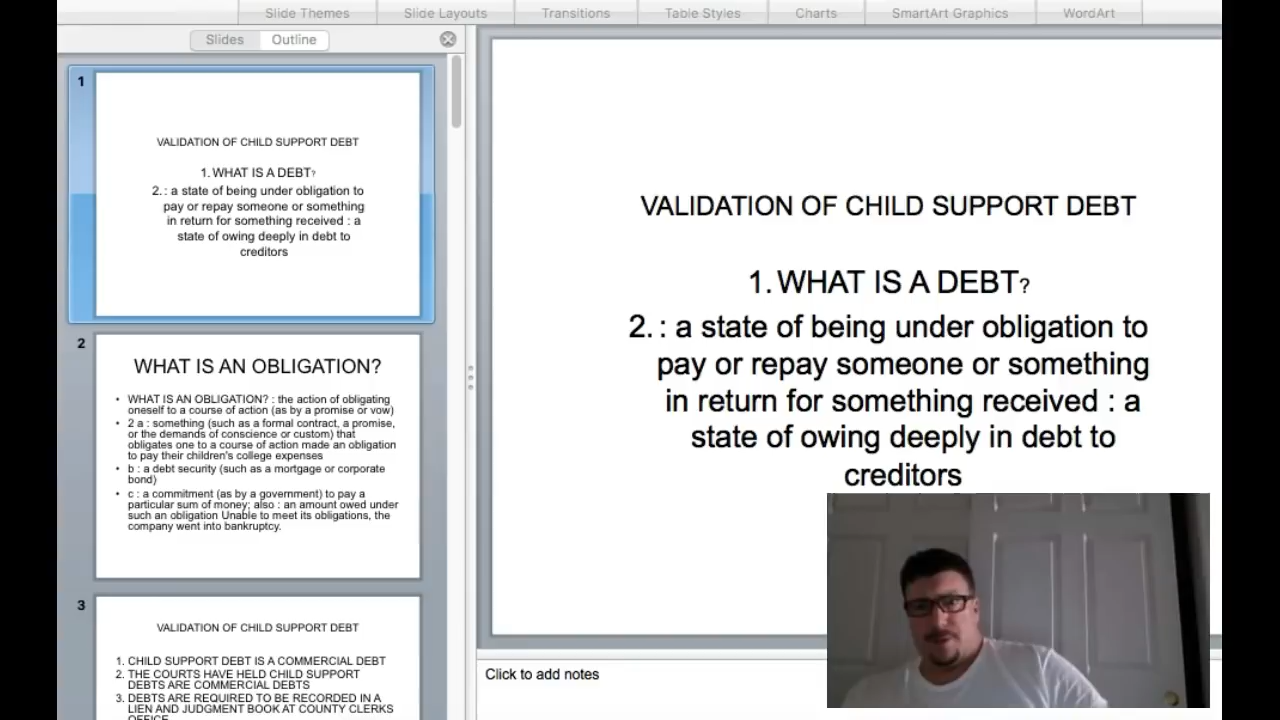 Slide Themes
Slide Layouts
Transitions
Table Styles
Charts
SmartArt Graphics
WordArt
Slides
Outline
1
VALIDATION OF CHILD SUPPORT DEBT
1. WHAT IS A DEBT?
2. : a state of being under obligation to
pay or repay someone or something
in return for something received : a
state of owing deeply in debt to
creditors
2
WHAT IS AN OBLIGATION?
• WHAT IS AN OBLIGATION? : the action of obligating
oneself to a course of action (as by a promise or vow)
• 2 a : something (such as a formal contract, a promise,
or the demands of conscience or custom) that
obligates one to a course of action made an obligation
to pay their children's college expenses
• b : a debt security (such as a mortgage or corporate
bond)
• c : a commitment (as by a government) to pay a
particular sum of money; also : an amount owed under
such an obligation Unable to meet its obligations, the
company went into bankruptcy.
3
VALIDATION OF CHILD SUPPORT DEBT
1. CHILD SUPPORT DEBT IS A COMMERCIAL DEBT
2. THE COURTS HAVE HELD CHILD SUPPORT
DEBTS ARE COMMERCIAL DEBTS
3. DEBTS ARE REQUIRED TO BE RECORDED IN A
LIEN AND JUDGMENT BOOK AT COUNTY CLERKS
OFFICE
VALIDATION OF CHILD SUPPORT DEBT
1. WHAT IS A DEBT?
2. : a state of being under obligation to
pay or repay someone or something
in return for something received : a
state of owing deeply in debt to
creditors
Click to add notes